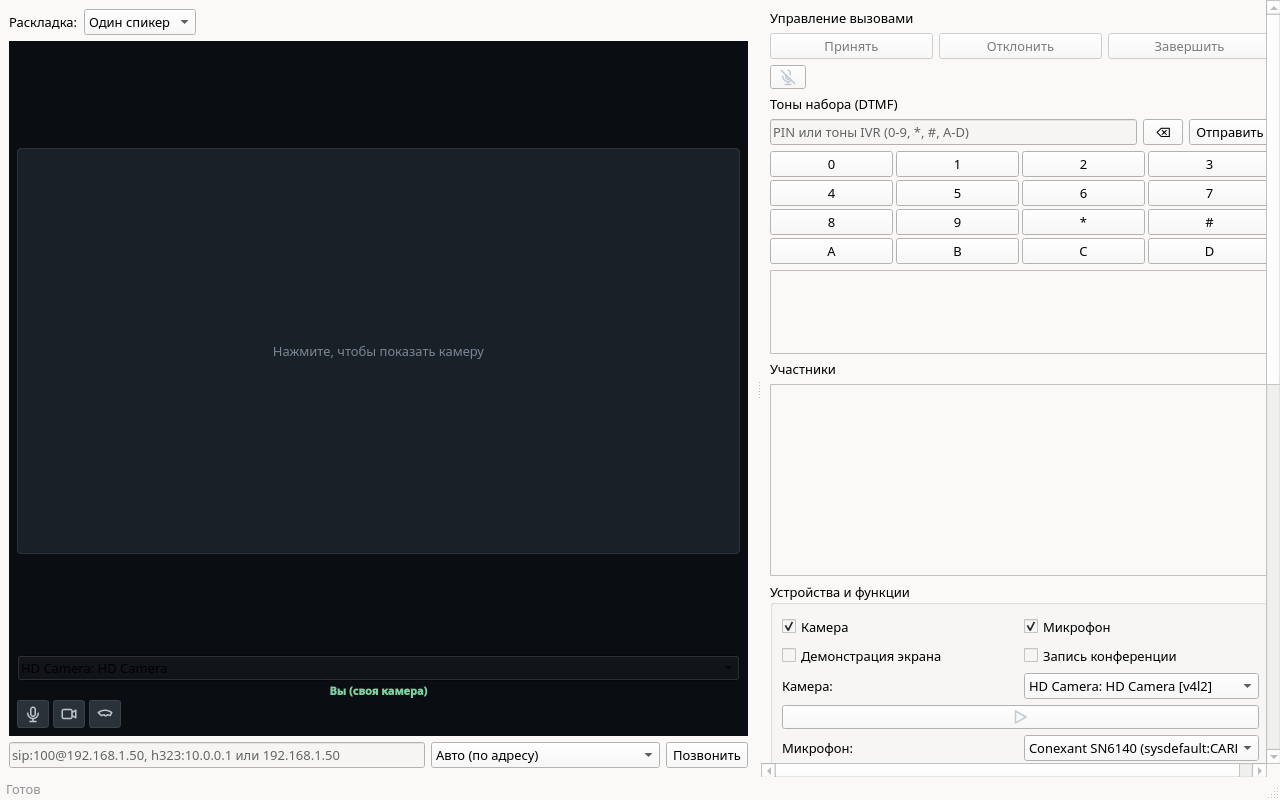 Раскладка: Один спикер
Нажмите, чтобы показать камеру
HD Camera: HD Camera
Вы (своя камера)
sip:100@192.168.1.50, h323:10.0.0.1 или 192.168.1.50 Авто (по адресу) Позвонить
Готов
Управление вызовами
Принять Отклонить Завершить
Тоны набора (DTMF)
PIN или тоны IVR (0-9, *, #, A-D) Отправить
0 1 2 3
4 5 6 7
8 9 * #
A B C D
Участники
Устройства и функции
Камера Микрофон
Демонстрация экрана Запись конференции
Камера: HD Camera: HD Camera [v4l2]
Микрофон: Conexant SN6140 (sysdefault:CARI